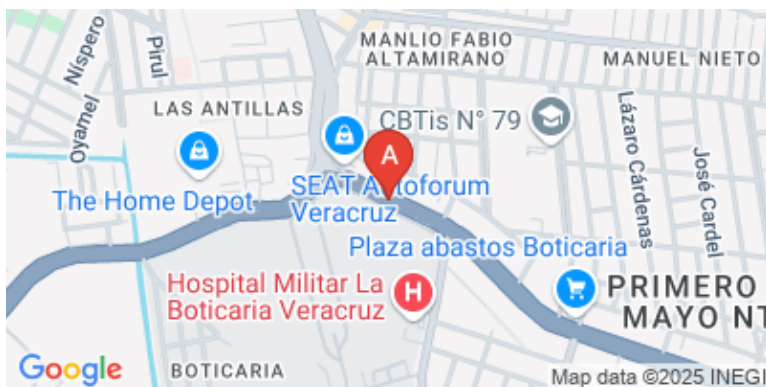 MANLIO FABIO
ALTAMIRANO
MANUEL NIETO
Níspero
Pirul
Oyamel
LAS ANTILLAS
CBTis N° 79
Lázaro Cárdenas
José Cardel
A
The Home Depot
SEAT Autoforum
Veracruz
Plaza abastos Boticaria
Hospital Militar La
Boticaria Veracruz
H
PRIMERO
MAYO NT
BOTICARIA
Google
Map data ©2025 INEGI